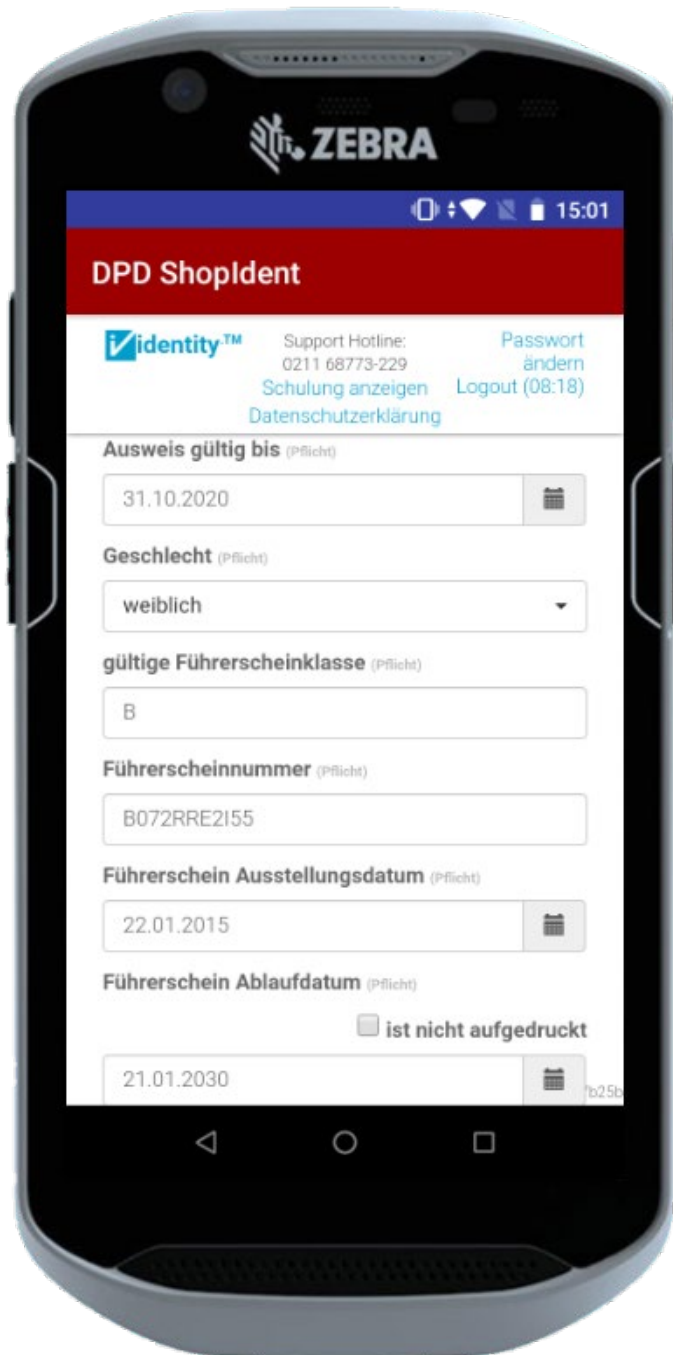 ZEBRA
15:01
DPD ShopIdent
identity.™
Support Hotline:
0211 68773-229
Schulung anzeigen
Datenschutzerklärung
Passwort
ändern
Logout (08:18)
Ausweis gültig bis (Pflicht)
31.10.2020
Geschlecht (Pflicht)
weiblich
gültige Führerscheinklasse (Pflicht)
B
Führerscheinnummer (Pflicht)
B072RRE2I55
Führerschein Ausstellungsdatum (Pflicht)
22.01.2015
Führerschein Ablaufdatum (Pflicht)
ist nicht aufgedruckt
21.01.2030